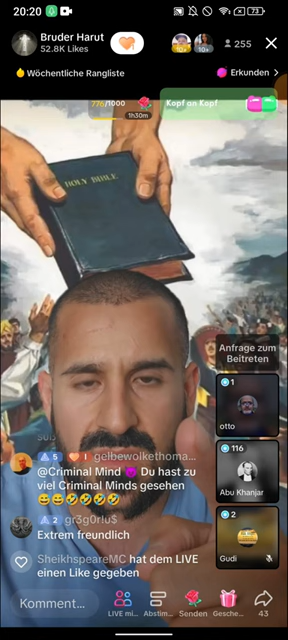 20:20
73
Bruder Harut
52.8K Likes
10+
10+
255
Wöchentliche Rangliste
Erkunden >
776/1000
1h30m
Kopf an Kopf
HOLY BIBLE
Anfrage zum
Beitreten
1
otto
116
Abu Khanjar
2
Gudi
5 I gelbewolkethoma...
@Criminal Mind 😈 Du hast zu
viel Criminal Minds gesehen
😄😄🤣🤣🤣🤣
2 gr3g0rlu$
Extrem freundlich
SheikhspeareMC hat dem LIVE
einen Like gegeben
Komment...
LIVE mi...
Abstim...
Senden
Gesche...
43